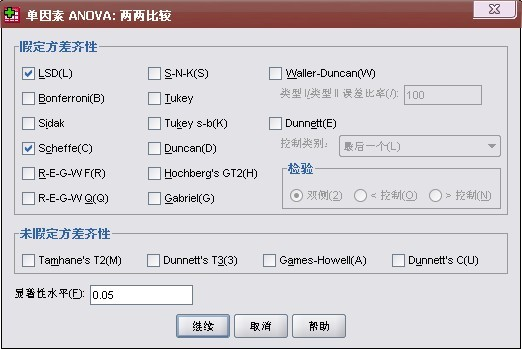 单因素 ANOVA: 两两比较
假定方差齐性
LSD(L) S-N-K(S) Waller-Duncan(W)
Bonferroni(B) Tukey 类型 I/类型 II 误差比率(/): 100
Sidak Tukey s-b(K) Dunnett(E)
Scheffe(C) Duncan(D) 控制类别: 最后一个(L)
R-E-G-W F(R) Hochberg's GT2(H) 检验
R-E-G-W Q(Q) Gabriel(G) 双侧(2) < 控制(O) > 控制(N)
未假定方差齐性
Tamhane's T2(M) Dunnett's T3(3) Games-Howell(A) Dunnett's C(U)
显著性水平(F): 0.05
继续 取消 帮助